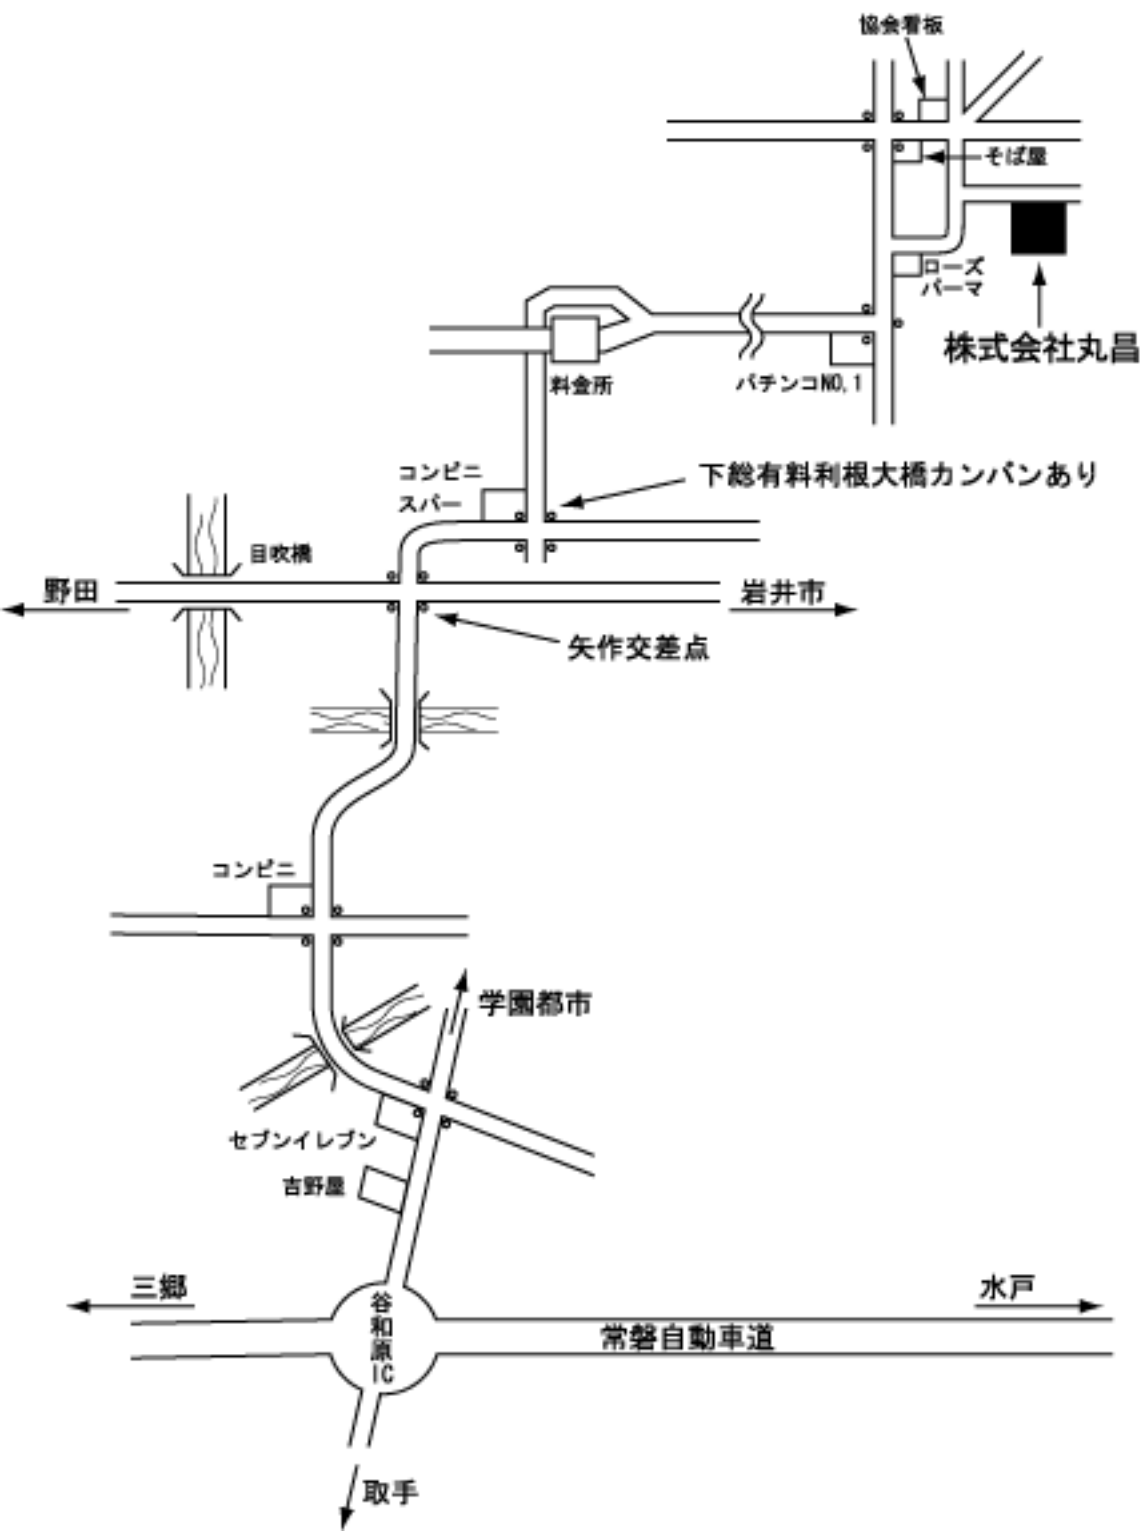 協会看板
そば屋
ローズ
パーマ
株式会社丸昌
料金所
パチンコNO,1
コンビニ
スパー
下総有料利根大橋カンバンあり
目吹橋
野田
岩井市
矢作交差点
コンビニ
学園都市
セブンイレブン
吉野屋
三郷
水戸
谷和原IC
常磐自動車道
取手